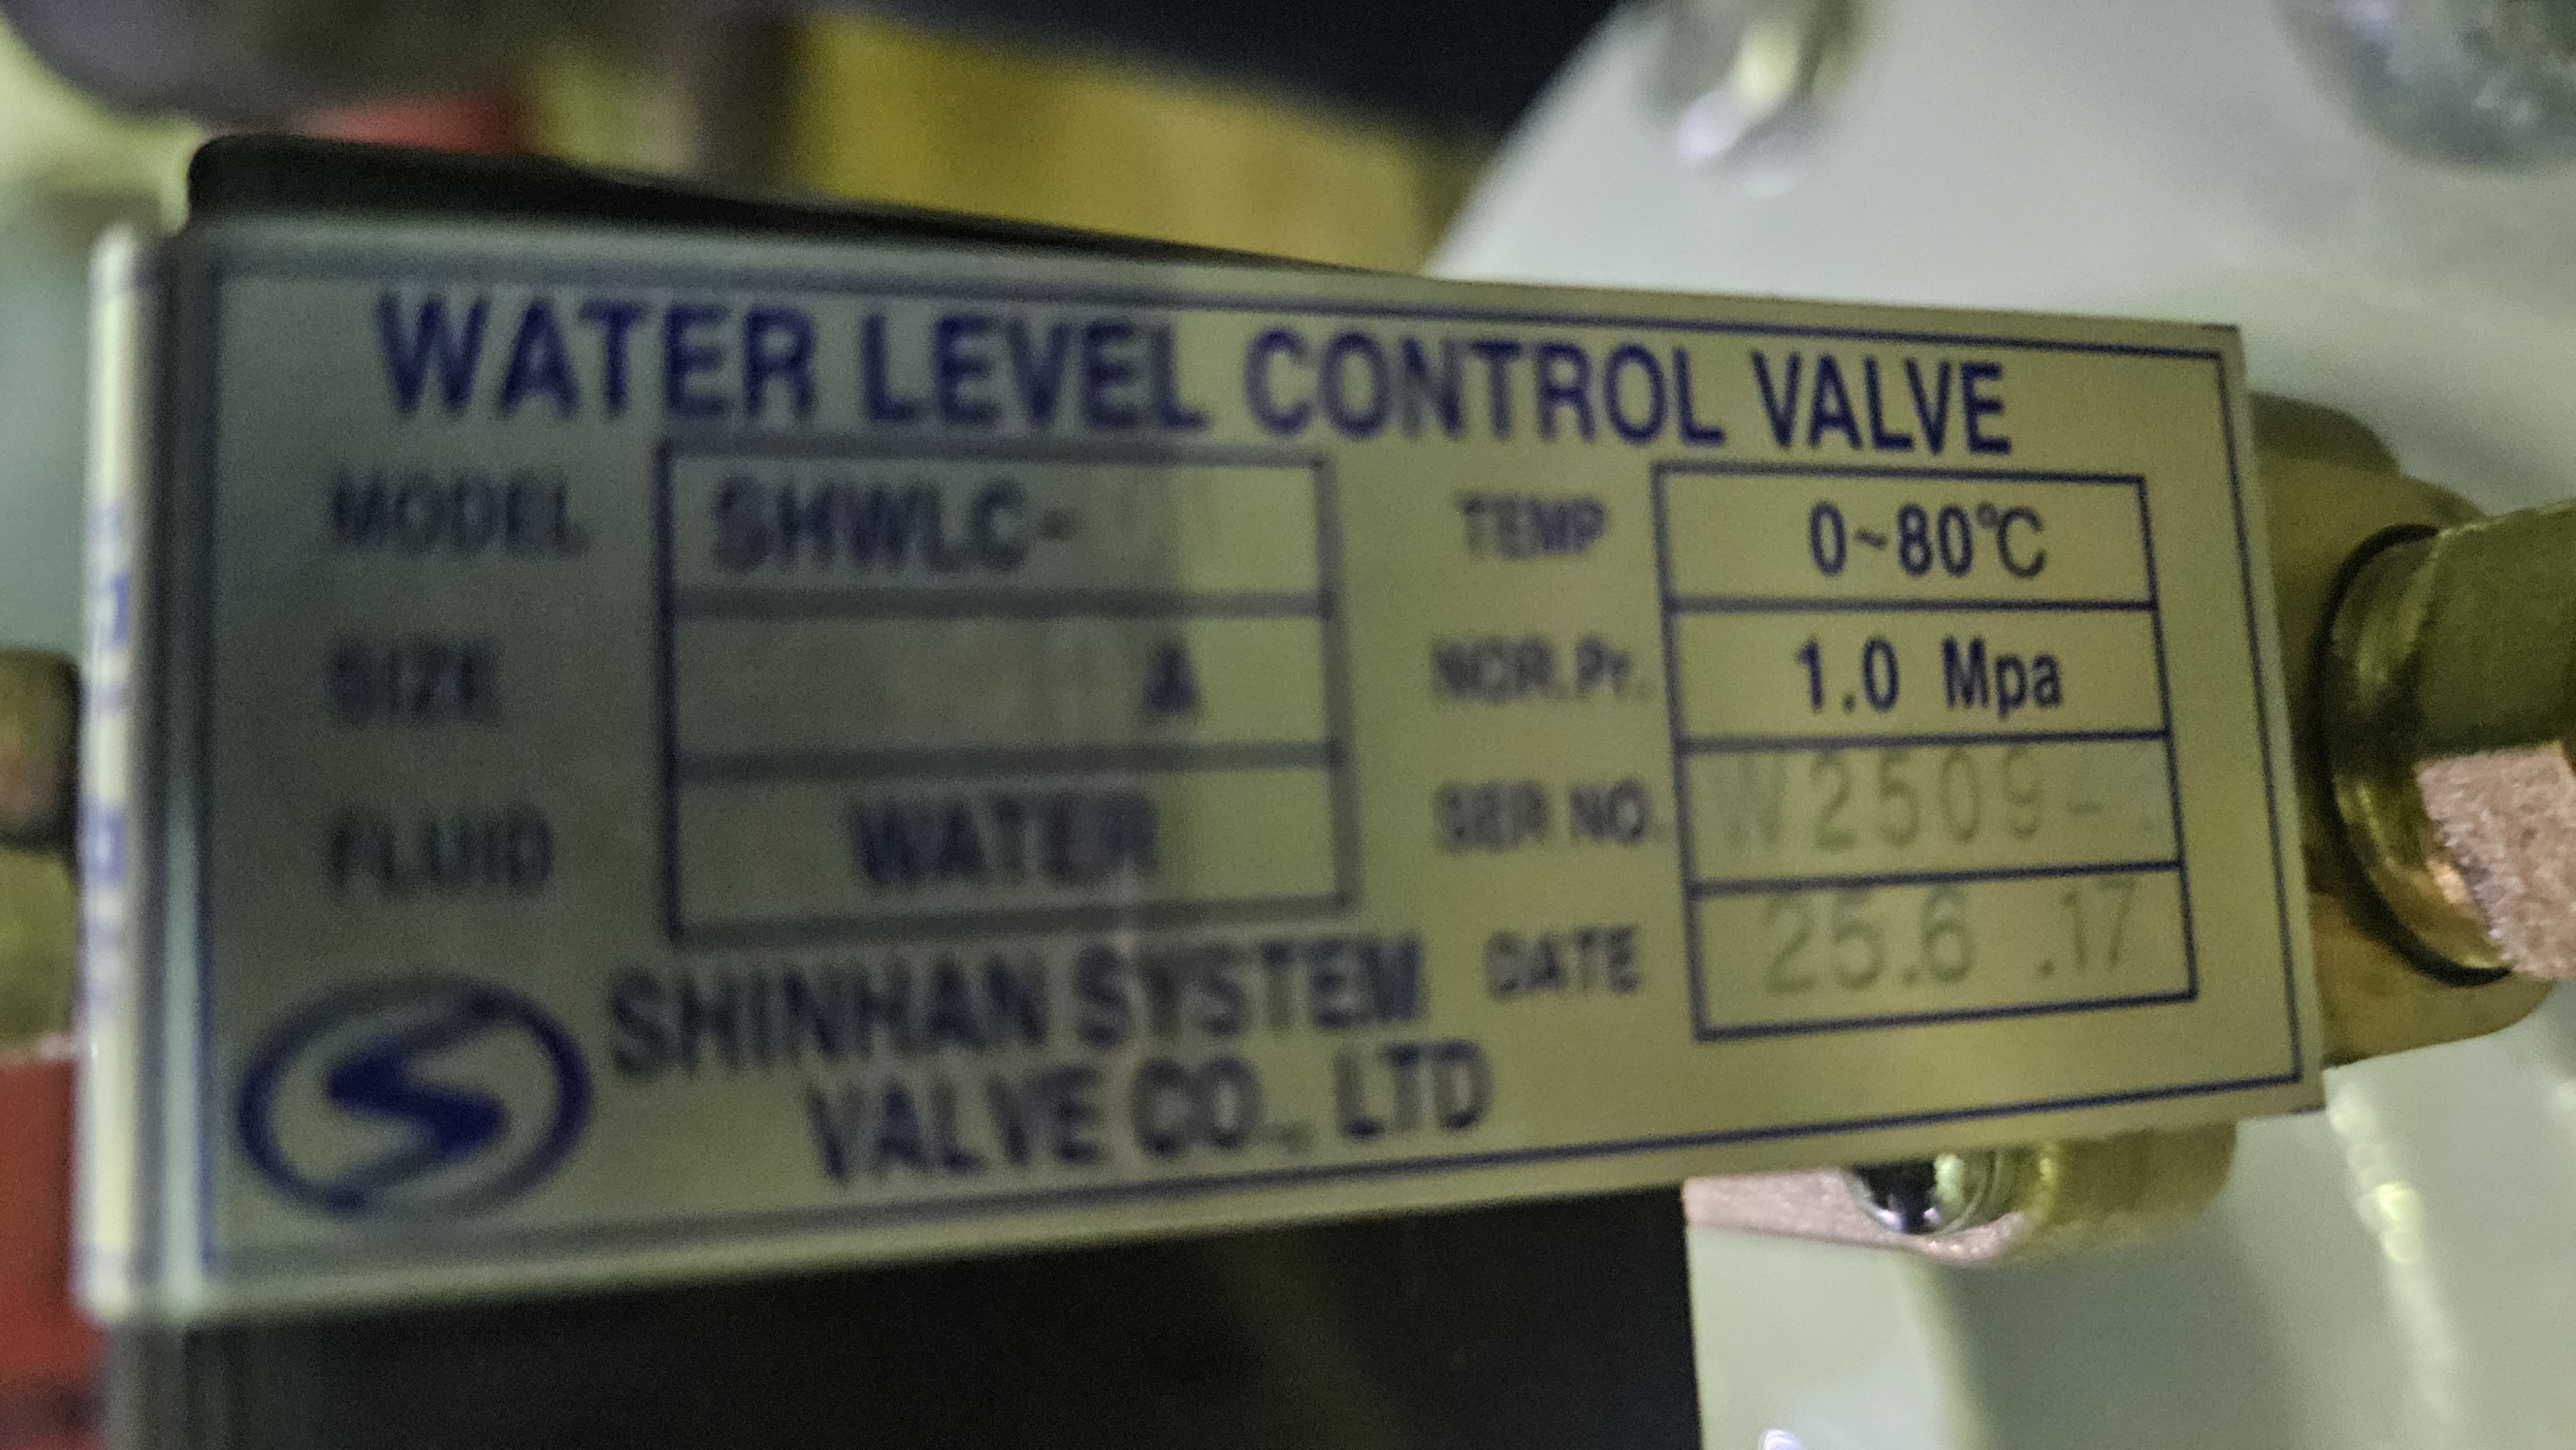 WATER LEVEL CONTROL VALVE
MODEL SHWLC-
TEMP 0~80℃
SIZE A
NOR.Pr. 1.0 Mpa
FLUID WATER
SER NO. W2509-
DATE 25.6 .17
SHINHAN SYSTEM
VALVE CO., LTD